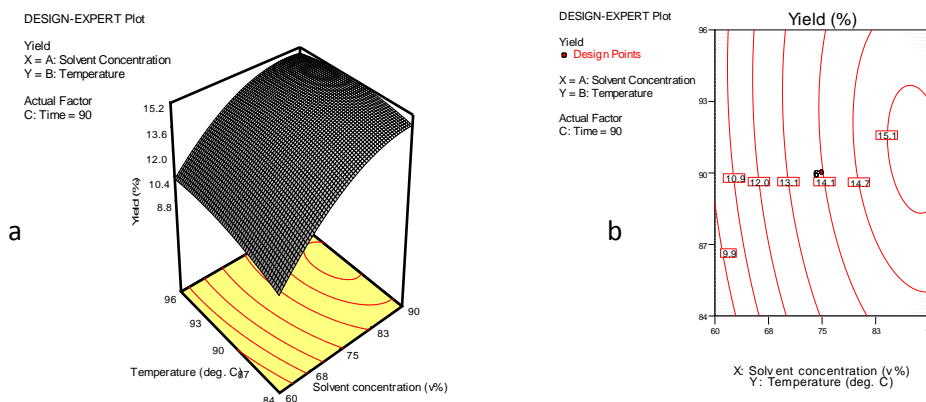 DESIGN-EXPERT Plot
Yield
X = A: Solvent Concentration
Y = B: Temperature
Actual Factor
C: Time = 90
15.2
13.6
12.0
10.4
8.8
Yield (%)
a
96
93
90
87
84
Temperature (deg. C)
60
68
75
83
90
Solvent concentration (v%)
DESIGN-EXPERT Plot
Yield
Design Points
X = A: Solvent Concentration
Y = B: Temperature
Actual Factor
C: Time = 90
b
Yield (%)
96
93
90
87
84
15.1
10.9 12.0 13.1 14.1 14.7
6
9.9
60 68 75 83
X: Solvent concentration (v%)
Y: Temperature (deg. C)